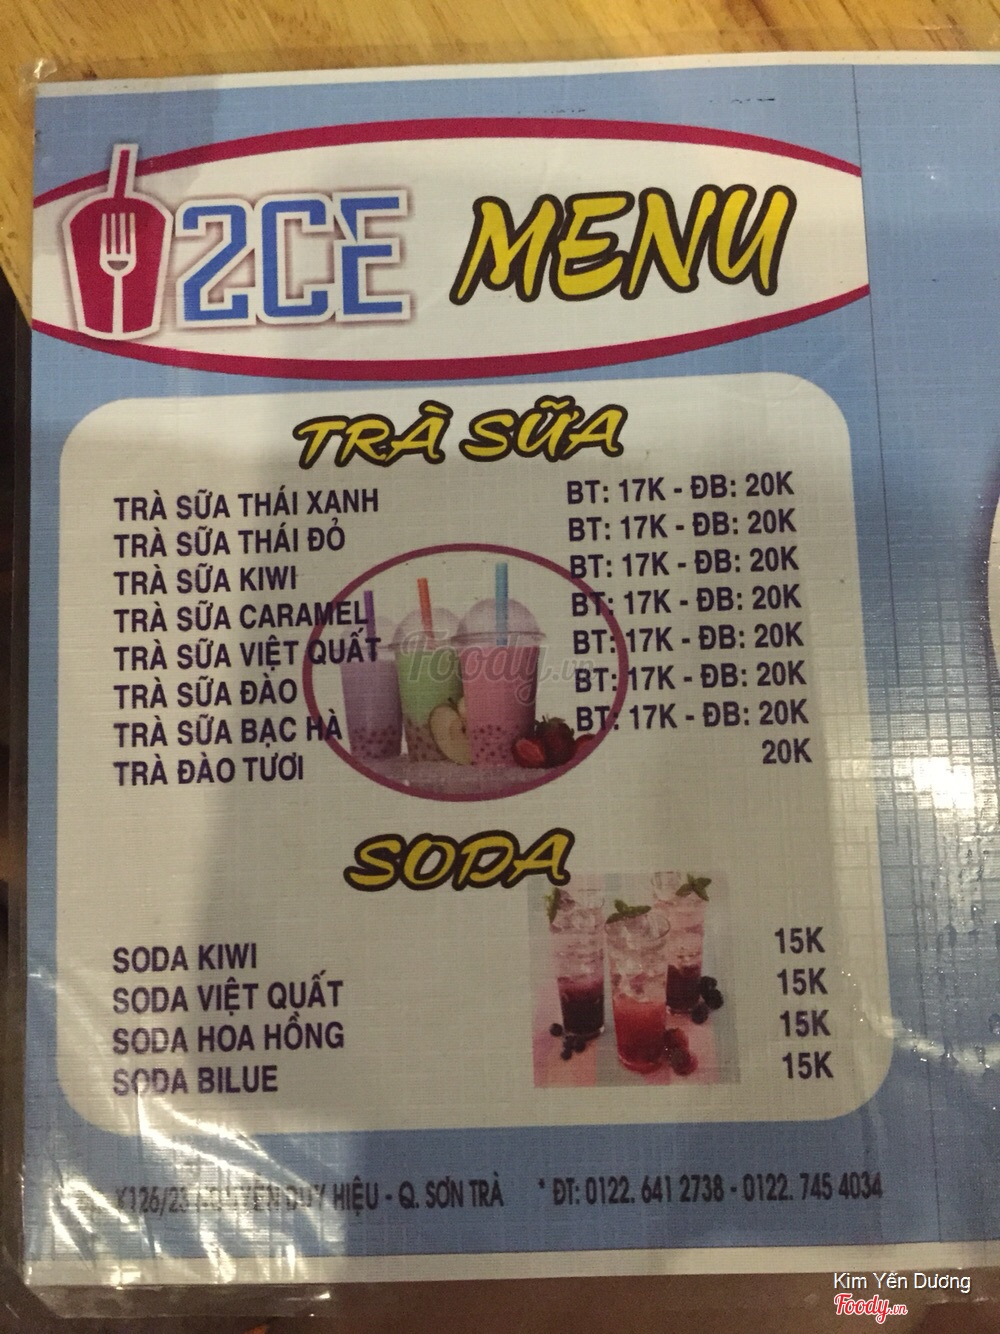 2CE MENU
TRÀ SỮA
TRÀ SỮA THÁI XANH BT: 17K - ĐB: 20K
TRÀ SỮA THÁI ĐỎ BT: 17K - ĐB: 20K
TRÀ SỮA KIWI BT: 17K - ĐB: 20K
TRÀ SỮA CARAMEL BT: 17K - ĐB: 20K
TRÀ SỮA VIỆT QUẤT BT: 17K - ĐB: 20K
TRÀ SỮA ĐÀO BT: 17K - ĐB: 20K
TRÀ SỮA BẠC HÀ BT: 17K - ĐB: 20K
TRÀ ĐÀO TƯƠI 20K
Foody.vn
SODA
SODA KIWI 15K
SODA VIỆT QUẤT 15K
SODA HOA HỒNG 15K
SODA BILUE 15K
DUY HIỆU - Q. SƠN TRÀ * ĐT: 0122. 641 2738 - 0122. 745 4034
Kim Yến Dương
Foody.vn